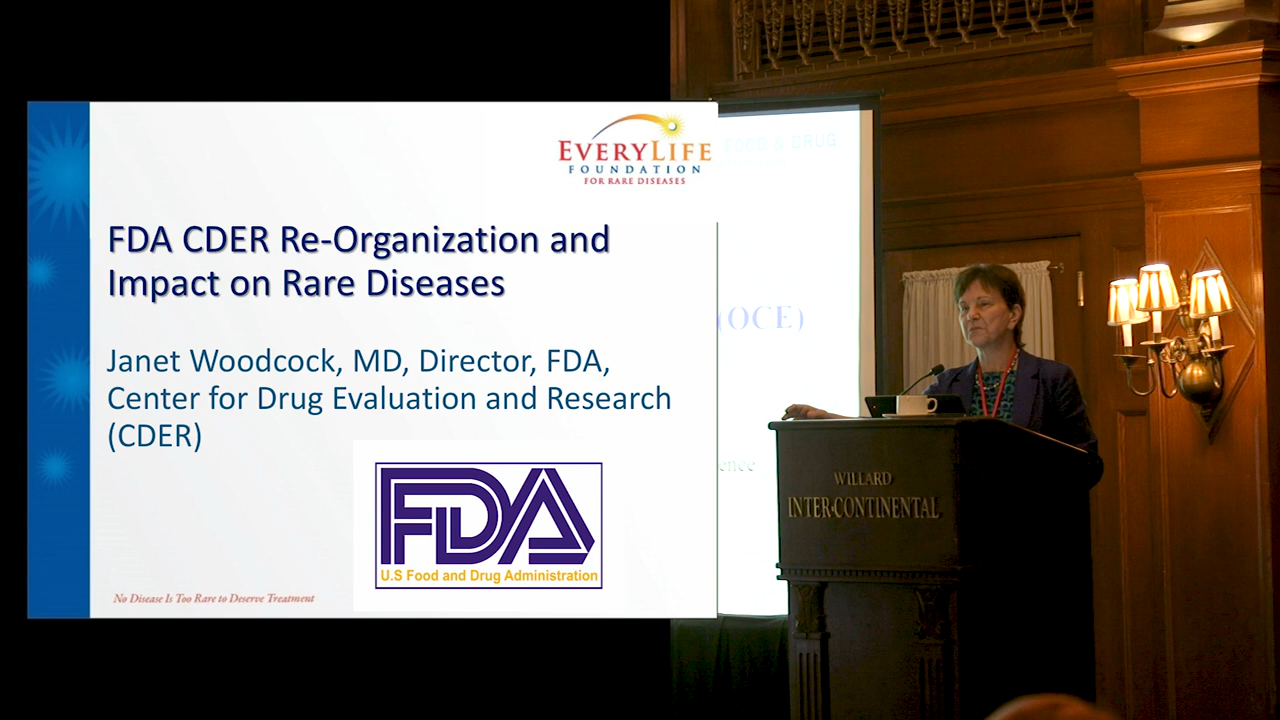 EVERYLIFE
FOUNDATION
FOR RARE DISEASES
FDA CDER Re-Organization and
Impact on Rare Diseases
Janet Woodcock, MD, Director, FDA,
Center for Drug Evaluation and Research
(CDER)
FDA
U.S Food and Drug Administration
No Disease Is Too Rare to Deserve Treatment
FOOD & DRUG
(OCE)
WILLARD
INTER·CONTINENTAL